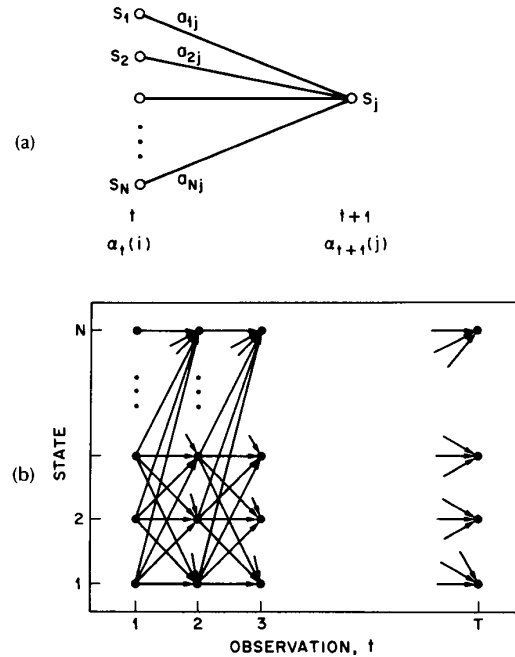 S1 a1j
S2 a2j
Sj
(a)
SN aNj
t t+1
αt(i) αt+1(j)
N
(b)
STATE
2
1
1 2 3 T
OBSERVATION, t